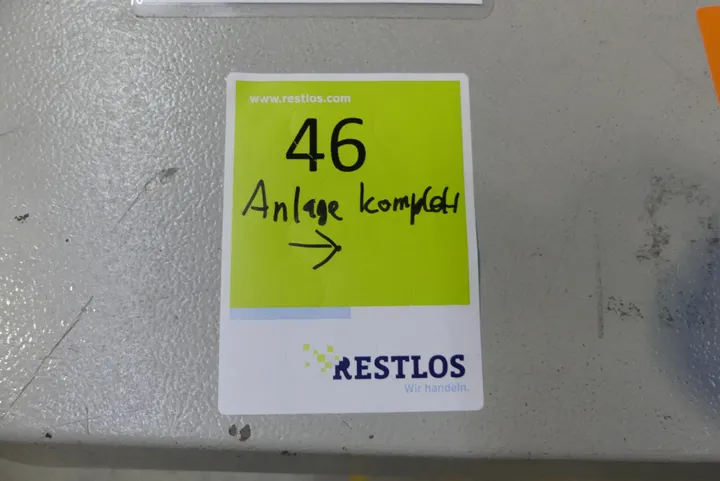 www.restlos.com
46
Anlage komplett
→
RESTLOS
Wir handeln.